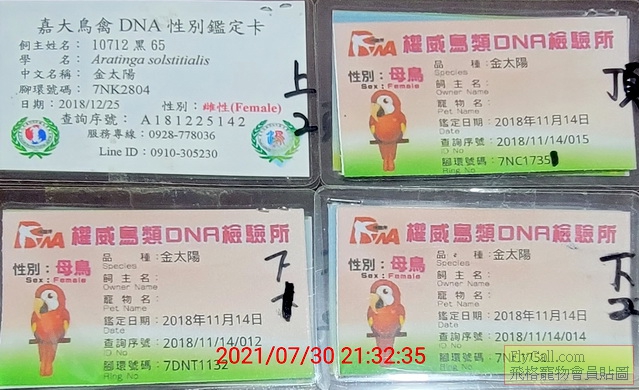 嘉大鳥禽 DNA 性別鑑定卡
飼主姓名： 10712 黑 65
學　名： Aratinga solstitialis
中文名稱： 金太陽
腳環號碼： 7NK2804
日期：2018/12/25 性別：雌性(Female)
查詢序號： A181225142
服務專線：0928-778036
Line ID：0910-305230
上
2
DNA 權威鳥類DNA檢驗所
性別：母鳥
Sex：Female
品種：金太陽
Species
飼主名：
Owner Name
寵物名：
Pet Name
鑑定日期：2018年11月14日
Date
查詢序號：2018/11/14/015
ID No
腳環號碼：7NC1735
Ring No
頂
1
DNA 權威鳥類DNA檢驗所
性別：母鳥
Sex：Female
品種：金太陽
Species
飼主名：
Owner Name
寵物名：
Pet Name
鑑定日期：2018年11月14日
Date
查詢序號：2018/11/14/012
ID No
腳環號碼：7DNT1132
Ring No
下
1
DNA 權威鳥類DNA檢驗所
性別：母鳥
Sex：Female
品種：金太陽
Species
飼主名：
Owner Name
寵物名：
Pet Name
鑑定日期：2018年11月14日
Date
查詢序號：2018/11/14/014
ID No
腳環號碼：
Ring No
下
2
2021/07/30 21:32:35
FlyCall.com
飛格寵物會員貼圖